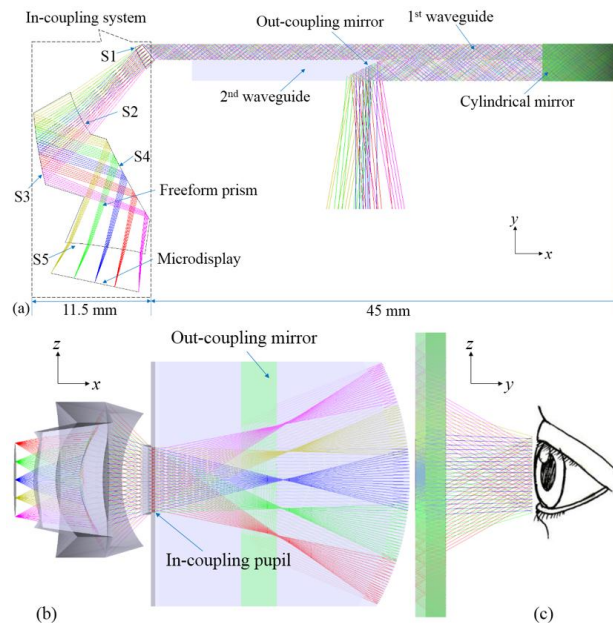 In-coupling system
Out-coupling mirror
1st waveguide
S1
2nd waveguide
Cylindrical mirror
S2
S4
S3
Freeform prism
S5
Microdisplay
y
x
(a)
11.5 mm
45 mm
z
x
Out-coupling mirror
z
y
In-coupling pupil
(b)
(c)